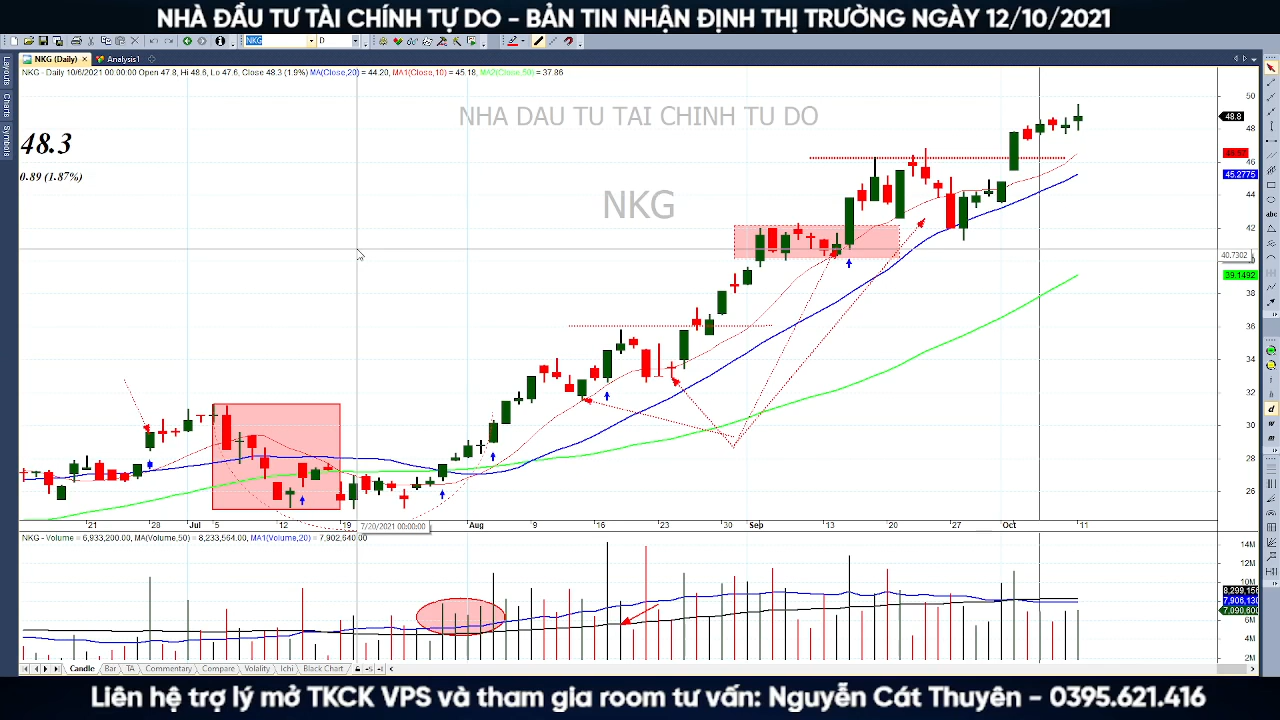 NHÀ ĐẦU TƯ TÀI CHÍNH TỰ DO - BẢN TIN NHẬN ĐỊNH THỊ TRƯỜNG NGÀY 12/10/2021
NKG D
NKG (Daily) Analysis1
NKG - Daily 10/6/2021 00:00:00 Open 47.8, Hi 48.6, Lo 47.6, Close 48.3 (1.9%) MA(Close,20) = 44.20, MA1(Close,10) = 45.18, MA2(Close,50) = 37.86
Layouts
Charts
Symbols
NHA DAU TU TAI CHINH TU DO
NKG
48.3
0.89 (1.87%)
50
48.8
48
46
45.2775
44
42
40.7302
39.1492
38
36
34
32
30
28
26
21 28 Jul 5 12 19 7/20/2021 00:00:00 Aug 9 16 23 30 Sep 13 20 27 Oct 11
NKG - Volume = 6,933,200.00, MA(Volume,50) = 8,233,564.00, MA1(Volume,20) = 7,902,640.00
14M
12M
10M
8,299,156
7,906,130
7,090,600
6M
4M
2M
Candle Bar TA Commentary Compare Volality Ichi Black Chart
Liên hệ trợ lý mở TKCK VPS và tham gia room tư vấn: Nguyễn Cát Thuyên - 0395.621.416